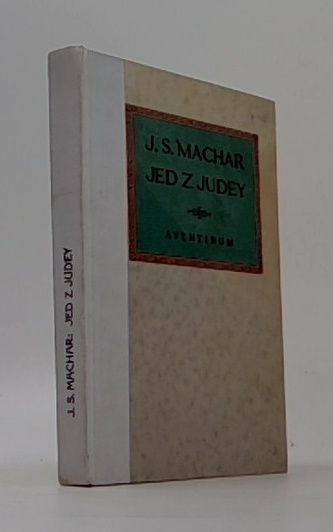 J. S. MACHAR
JED Z JUDEY
AVENTINUM
J. S. MACHAR: JED Z JUDEY